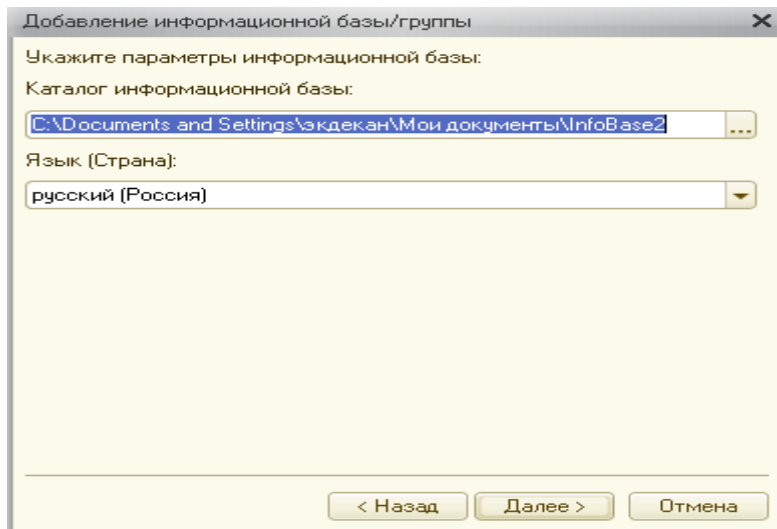 Добавление информационной базы/группы
Укажите параметры информационной базы:
Каталог информационной базы:
C:\Documents and Settings\экдекан\Мои документы\InfoBase2
...
Язык (Страна):
русский (Россия)
< Назад Далее > Отмена